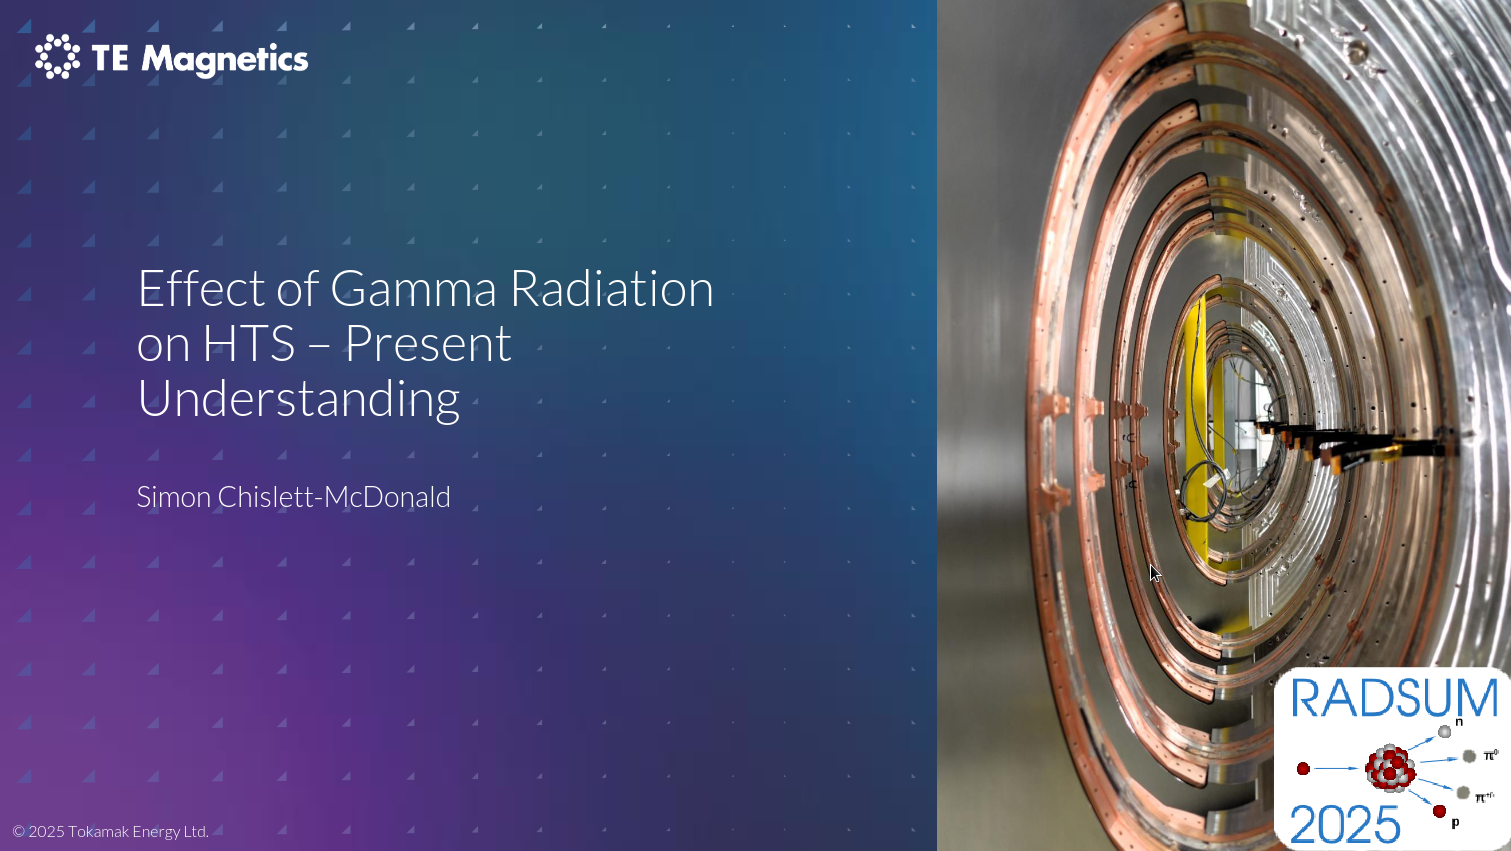 TE Magnetics
Effect of Gamma Radiation
on HTS – Present
Understanding
Simon Chislett-McDonald
© 2025 Tokamak Energy Ltd.
RADSUM
n
π⁰
p
2025